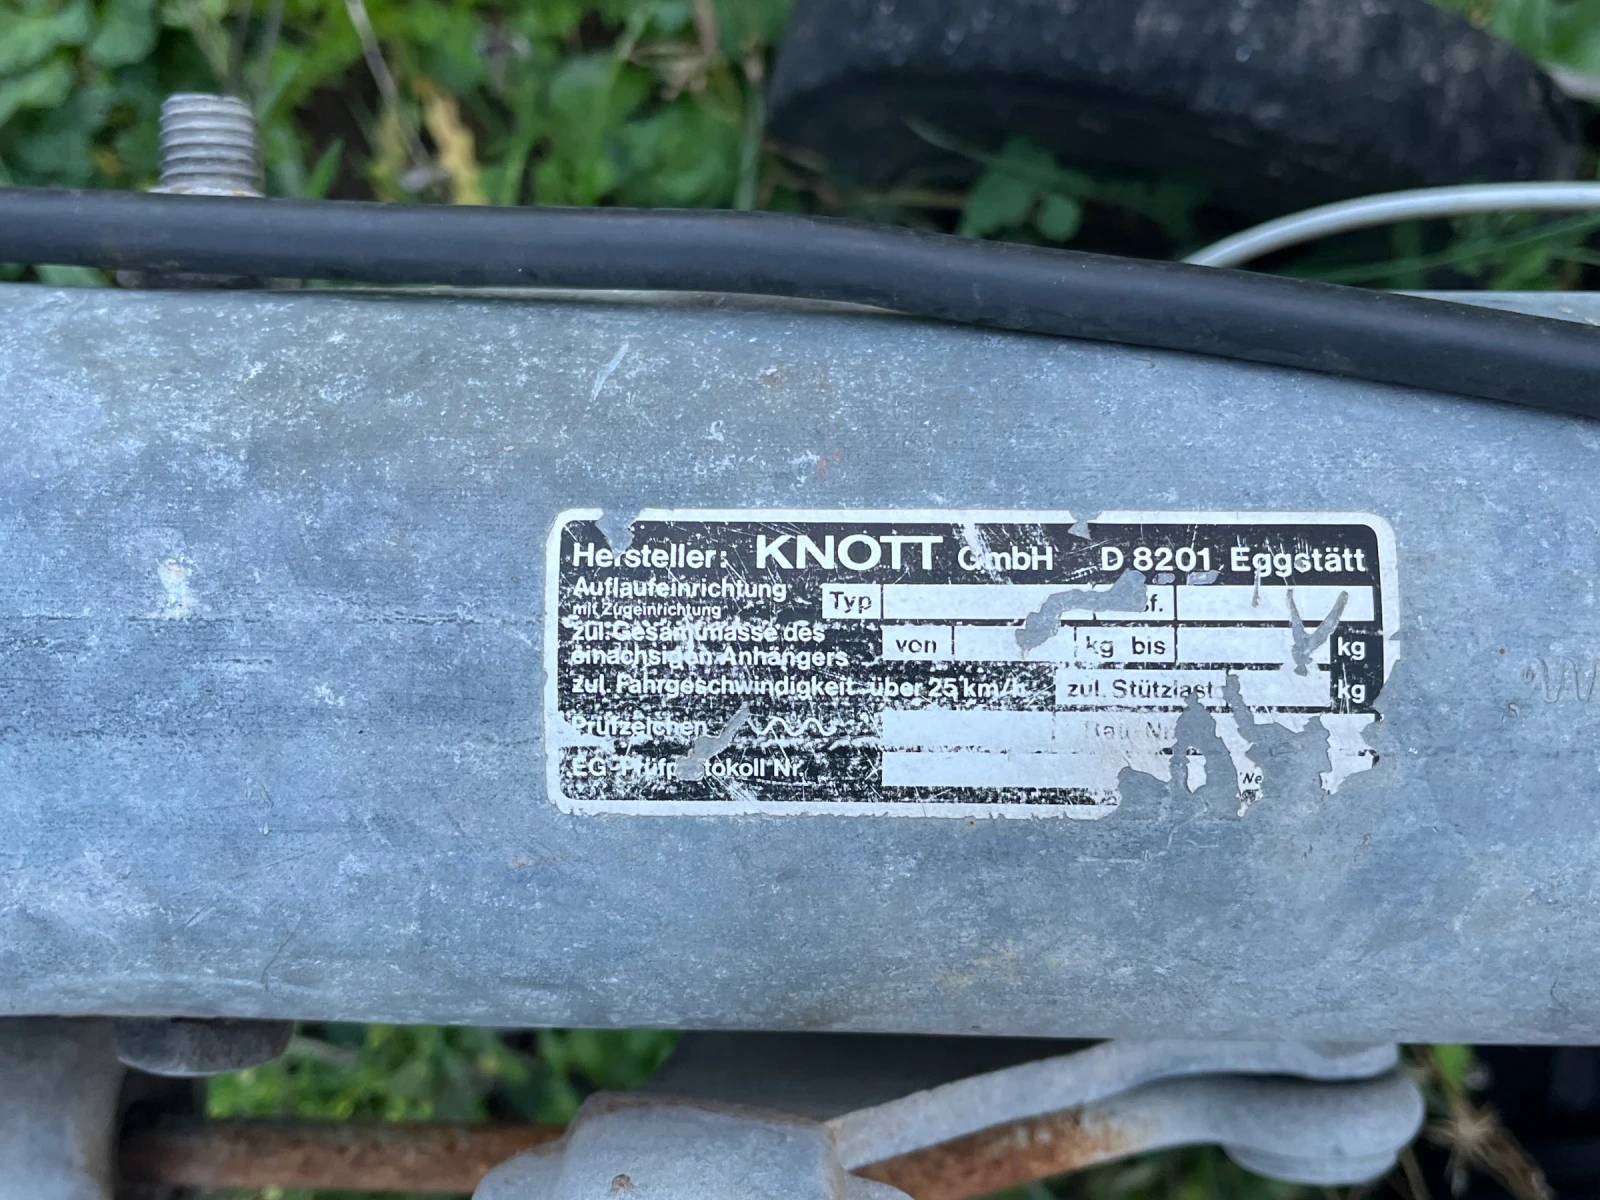 Hersteller: KNOTT GmbH D 8201 Eggstätt
Auflaufeinrichtung
mit Zugeinrichtung
Typ
zul. Gesamtmasse des
einachsigen Anhängers
von kg bis kg
zul. Fahrgeschwindigkeit über 25 km/h zul. Stützlast kg
Prüfzeichen
EG-Prüfprotokoll Nr.